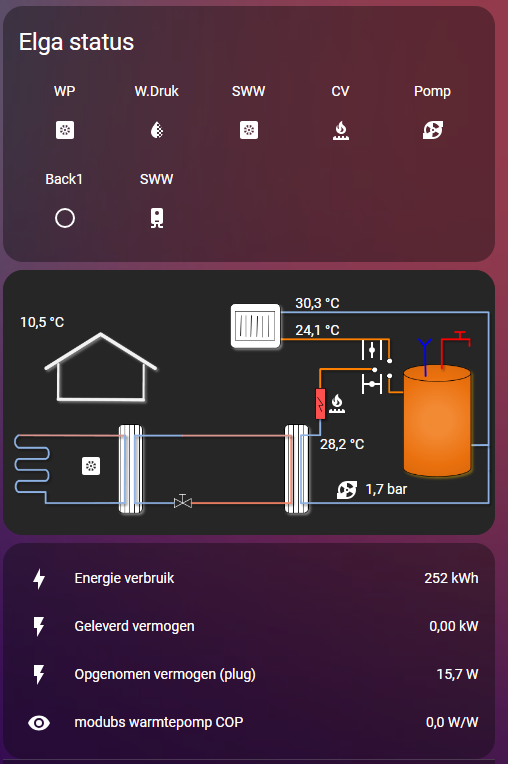 Elga status
WP W.Druk SWW CV Pomp
Back1 SWW
30,3 °C
10,5 °C
24,1 °C
28,2 °C
1,7 bar
Energie verbruik 252 kWh
Geleverd vermogen 0,00 kW
Opgenomen vermogen (plug) 15,7 W
modubs warmtepomp COP 0,0 W/W